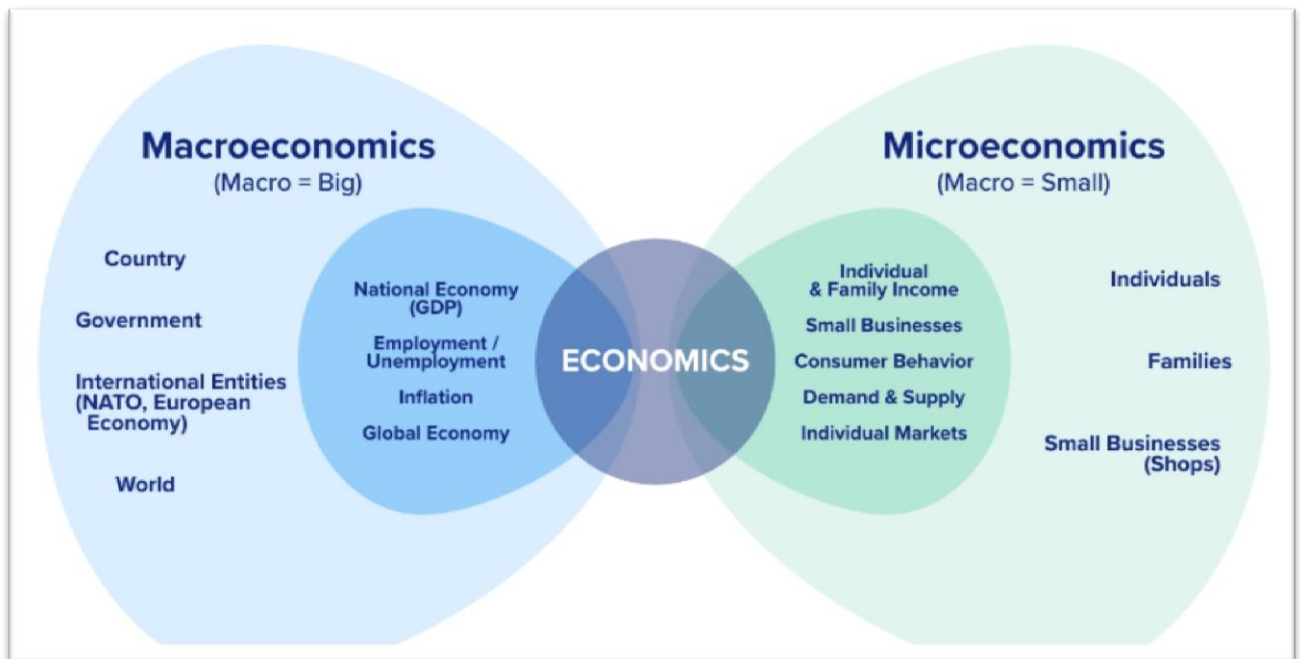 Macroeconomics
(Macro = Big)
Country
Government
International Entities
(NATO, European
Economy)
World
National Economy
(GDP)
Employment /
Unemployment
Inflation
Global Economy
ECONOMICS
Microeconomics
(Macro = Small)
Individual
& Family Income
Small Businesses
Consumer Behavior
Demand & Supply
Individual Markets
Individuals
Families
Small Businesses
(Shops)